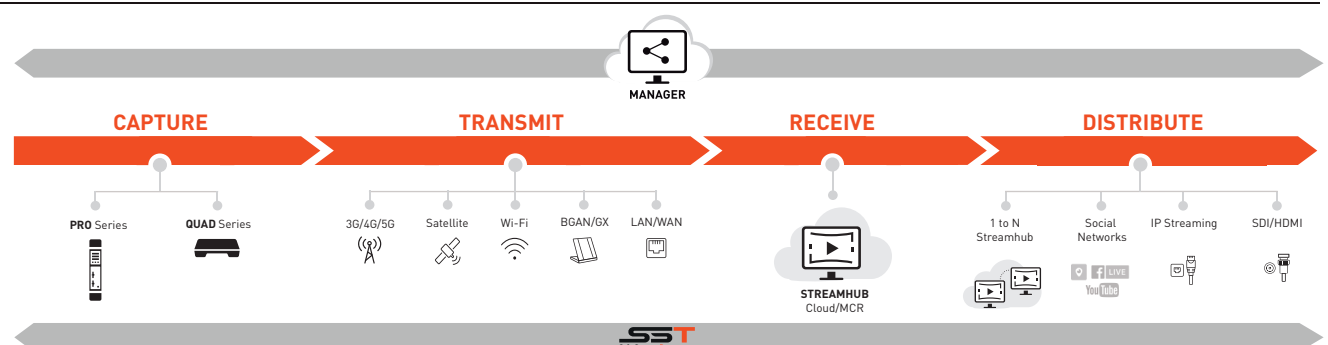 MANAGER
CAPTURE
TRANSMIT
RECEIVE
DISTRIBUTE
PRO Series
QUAD Series
3G/4G/5G
Satellite
Wi-Fi
BGAN/GX
LAN/WAN
STREAMHUB
Cloud/MCR
1 to N
Streamhub
Social
Networks
f LIVE
YouTube
IP Streaming
SDI/HDMI
SST